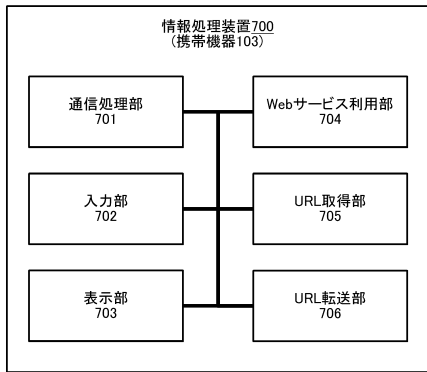 情報処理装置700
(携帯機器103)
通信処理部
701
Webサービス利用部
704
入力部
702
URL取得部
705
表示部
703
URL転送部
706